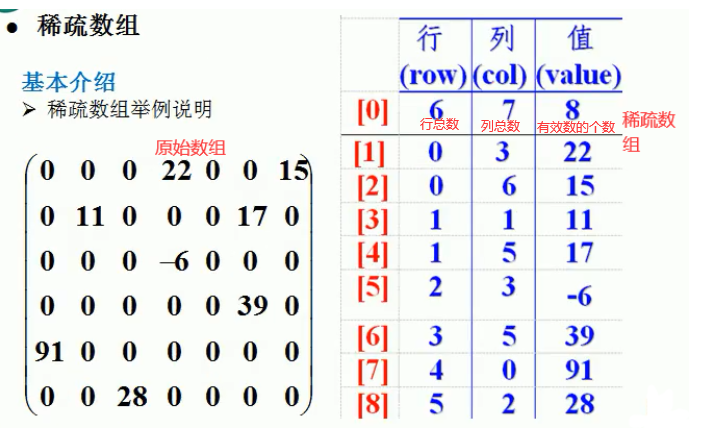 ● 稀疏数组
基本介绍
➢ 稀疏数组举例说明
原始数组
0 0 0 22 0 0 15
0 11 0 0 0 17 0
0 0 0 –6 0 0 0
0 0 0 0 0 39 0
91 0 0 0 0 0 0
0 0 28 0 0 0 0
行 列 值
(row) (col) (value)
[0] 6 7 8
行总数 列总数 有效数的个数
稀疏数
组
[1] 0 3 22
[2] 0 6 15
[3] 1 1 11
[4] 1 5 17
[5] 2 3 -6
[6] 3 5 39
[7] 4 0 91
[8] 5 2 28